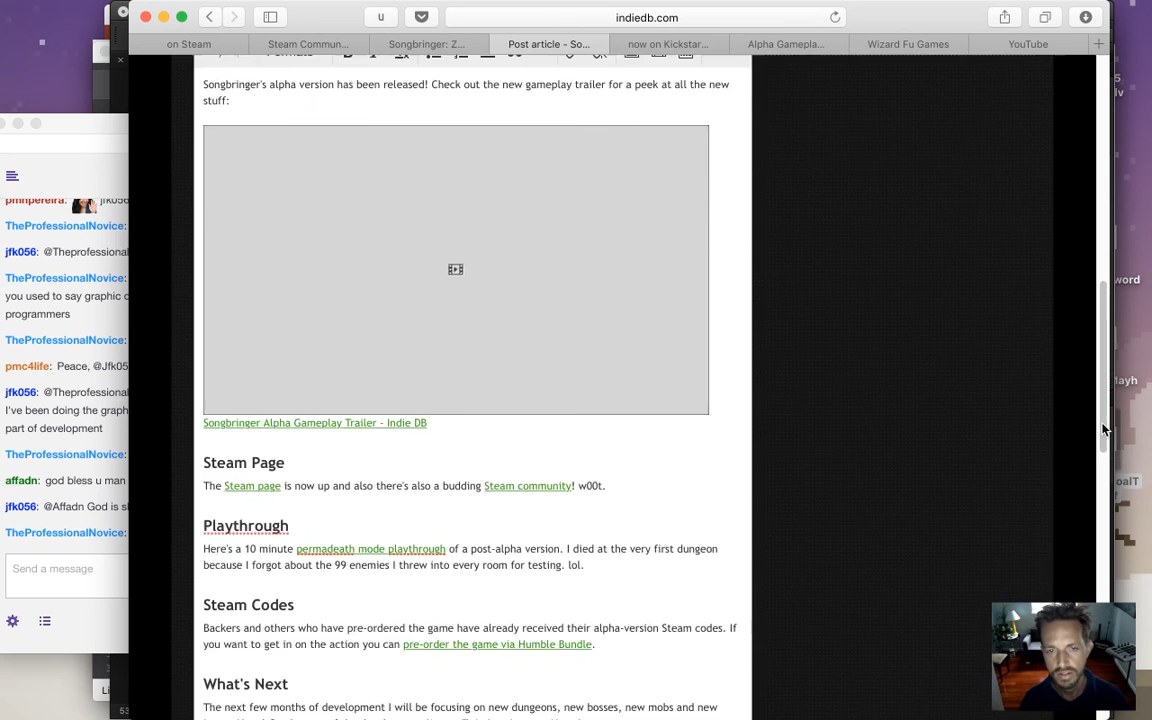 indiedb.com
u
on Steam
Steam Commun...
Songbringer: Z...
Post article - So...
now on Kickstar...
Alpha Gamepla...
Wizard Fu Games
YouTube
Songbringer's alpha version has been released! Check out the new gameplay trailer for a peek at all the new
stuff:
Songbringer Alpha Gameplay Trailer - Indie DB
Steam Page
The Steam page is now up and also there's also a budding Steam community! w00t.
Playthrough
Here's a 10 minute permadeath mode playthrough of a post-alpha version. I died at the very first dungeon
because I forgot about the 99 enemies I threw into every room for testing. lol.
Steam Codes
Backers and others who have pre-ordered the game have already received their alpha-version Steam codes. If
you want to get in on the action you can pre-order the game via Humble Bundle.
What's Next
The next few months of development I will be focusing on new dungeons, new bosses, new mobs and new
pmnpereira: jfk056
TheProfessionalNovice:
jfk056: @Theprofessional
TheProfessionalNovice:
you used to say graphic
programmers
TheProfessionalNovice:
pmc4life: Peace, @Jfk05
jfk056: @Theprofessional
I've been doing the graph
part of development
TheProfessionalNovice:
affadn: god bless u man
jfk056: @Affadn God is
TheProfessionalNovice:
Send a message